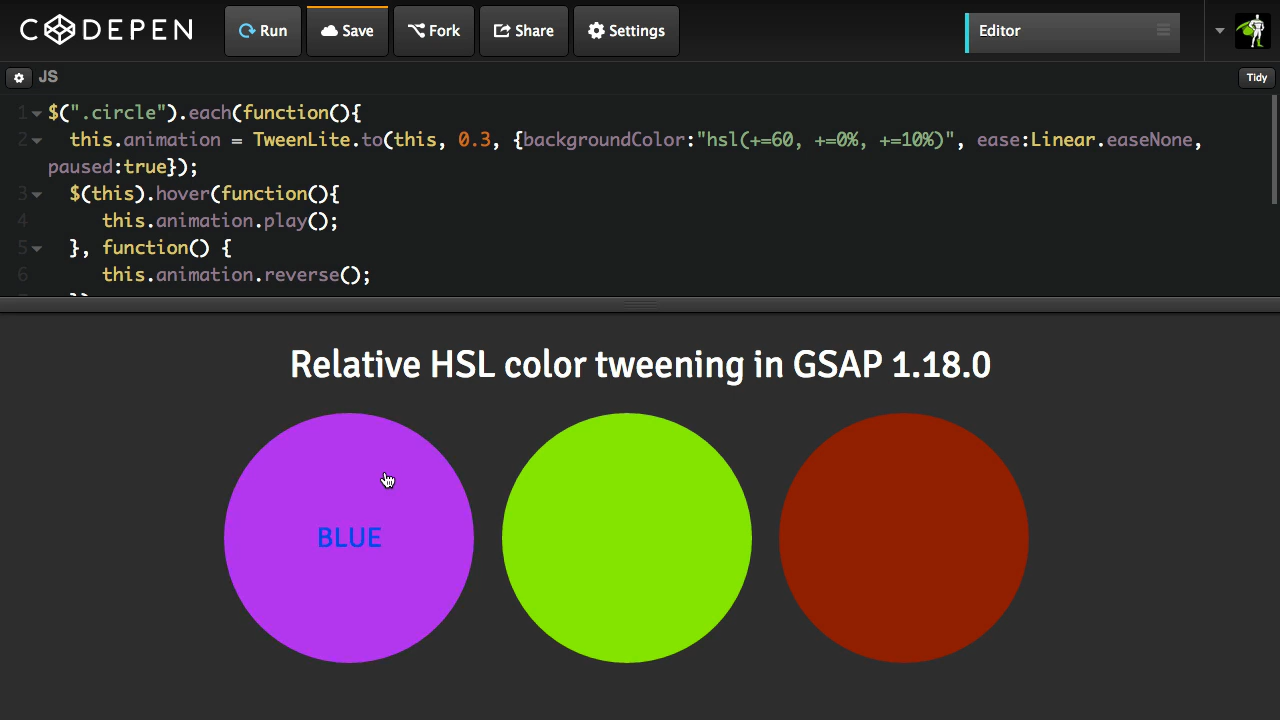 CODEPEN Run Save Fork Share Settings Editor
JS Tidy
1 $(".circle").each(function(){
2 this.animation = TweenLite.to(this, 0.3, {backgroundColor:"hsl(+=60, +=0%, +=10%)", ease:Linear.easeNone,
paused:true});
3 $(this).hover(function(){
4 this.animation.play();
5 }, function() {
6 this.animation.reverse();
Relative HSL color tweening in GSAP 1.18.0
BLUE